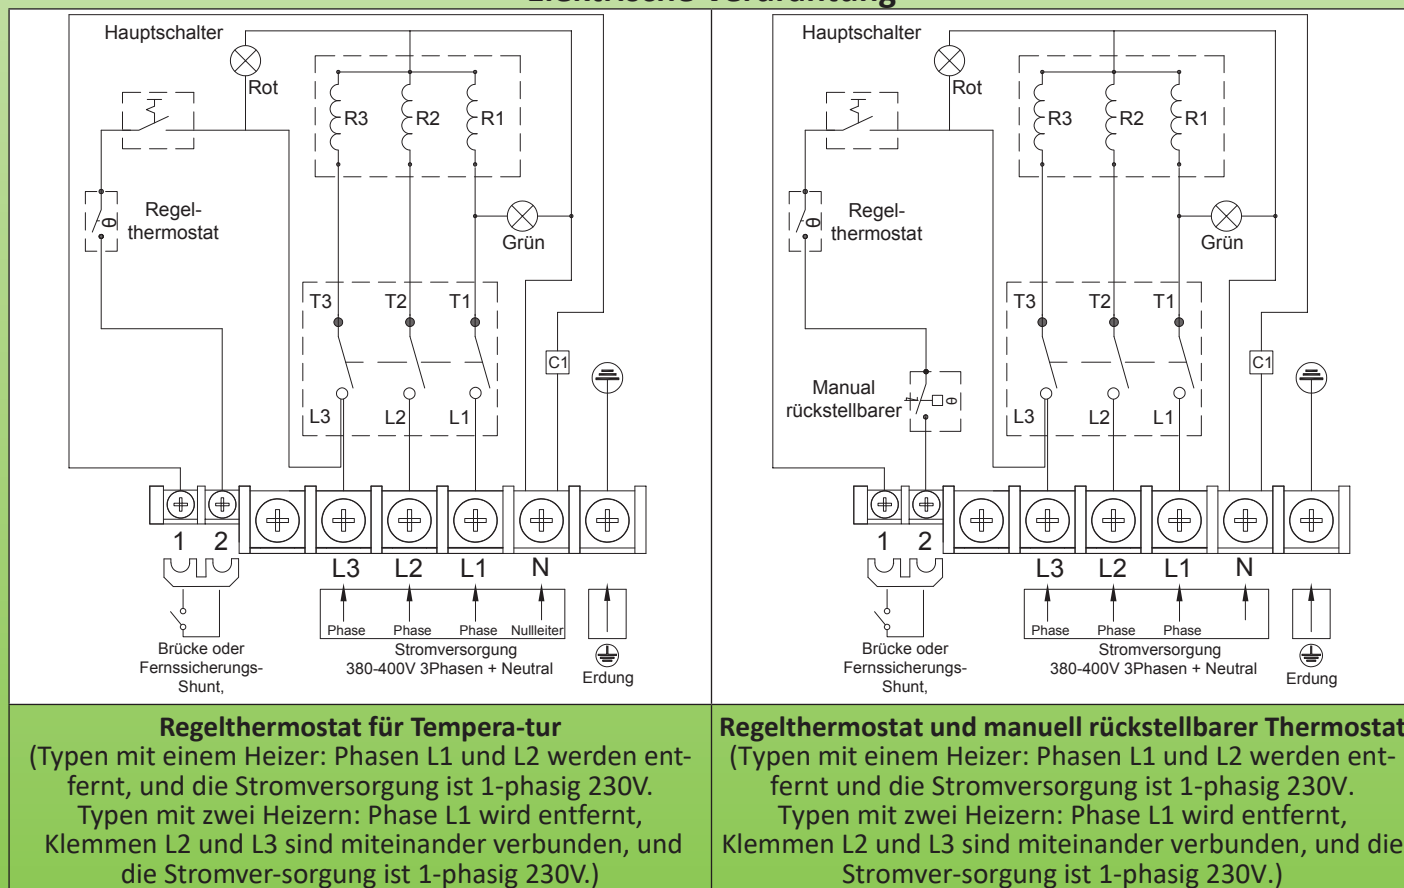 Elektrische Verdrahtung
Hauptschalter
Rot
R3 R2 R1
Regel-
thermostat
θ
Grün
T3 T2 T1
C1
L3 L2 L1
1 2
L3 L2 L1 N
Phase Phase Phase Nullleiter
Brücke oder
Fernssicherungs-
Shunt,
Stromversorgung
380-400V 3Phasen + Neutral
Erdung
Hauptschalter
Rot
R3 R2 R1
Regel-
thermostat
θ
Grün
T3 T2 T1
C1
Manual
rückstellbarer
θ
L3 L2 L1
1 2
L3 L2 L1 N
Phase Phase Phase
Brücke oder
Fernssicherungs-
Shunt,
Stromversorgung
380-400V 3Phasen + Neutral
Erdung
Regelthermostat für Tempera-tur
(Typen mit einem Heizer: Phasen L1 und L2 werden ent-
fernt, und die Stromversorgung ist 1-phasig 230V.
Typen mit zwei Heizern: Phase L1 wird entfernt,
Klemmen L2 und L3 sind miteinander verbunden, und
die Stromver-sorgung ist 1-phasig 230V.)
Regelthermostat und manuell rückstellbarer Thermostat
(Typen mit einem Heizer: Phasen L1 und L2 werden ent-
fernt und die Stromversorgung ist 1-phasig 230V.
Typen mit zwei Heizern: Phase L1 wird entfernt,
Klemmen L2 und L3 sind miteinander verbunden, und die
Stromver-sorgung ist 1-phasig 230V.)